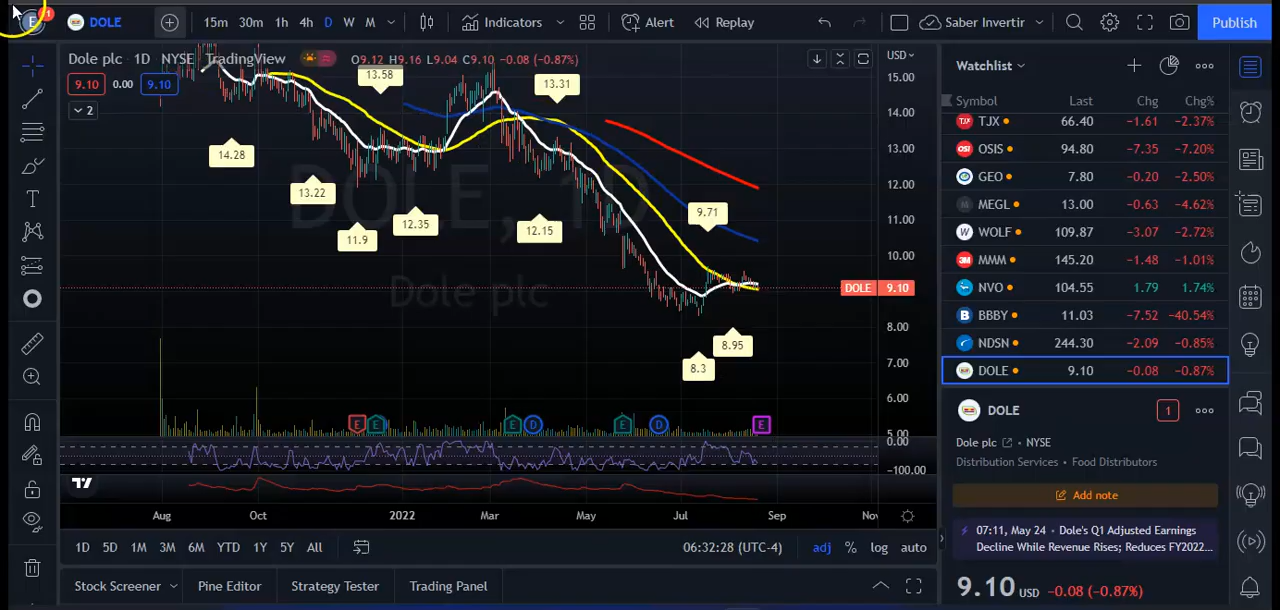 E 1 DOLE 15m 30m 1h 4h D W M Indicators Alert Replay Saber Invertir Publish
Dole plc · 1D · NYSE TradingView O9.12 H9.16 L9.04 C9.10 −0.08 (−0.87%)
9.10 0.00 9.10
2
DOLE, 1D
Dole plc
13.58
13.31
14.28
13.22
11.9
12.35
12.15
9.71
8.95
8.3
USD
15.00
14.00
13.00
12.00
11.00
10.00
DOLE 9.10
8.00
7.00
6.00
5.00
0.00
−100.00
E E E D E D E
Aug Oct 2022 Mar May Jul Sep Nov
1D 5D 1M 3M 6M YTD 1Y 5Y All 06:32:28 (UTC-4) adj % log auto
Stock Screener Pine Editor Strategy Tester Trading Panel
Watchlist
Symbol Last Chg Chg%
TJX 66.40 −1.61 −2.37%
OSIS 94.80 −7.35 −7.20%
GEO 7.80 −0.20 −2.50%
MEGL 13.00 −0.63 −4.62%
WOLF 109.87 −3.07 −2.72%
MMM 145.20 −1.48 −1.01%
NVO 104.55 1.79 1.74%
BBBY 11.03 −7.52 −40.54%
NDSN 244.30 −2.09 −0.85%
DOLE 9.10 −0.08 −0.87%
DOLE 1
Dole plc • NYSE
Distribution Services • Food Distributors
Add note
07:11, May 24 • Dole's Q1 Adjusted Earnings
Decline While Revenue Rises; Reduces FY2022...
9.10 USD −0.08 (−0.87%)